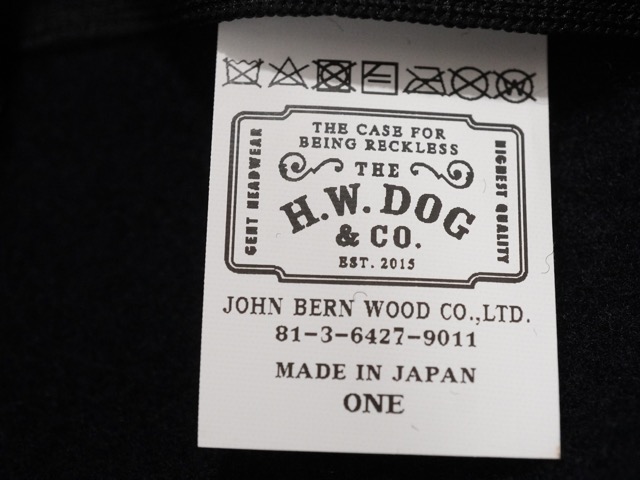 THE CASE FOR
BEING RECKLESS
GENT HEADWEAR
THE
H.W. DOG
& CO.
EST. 2015
HIGHEST QUALITY
JOHN BERN WOOD CO.,LTD.
81-3-6427-9011
MADE IN JAPAN
ONE